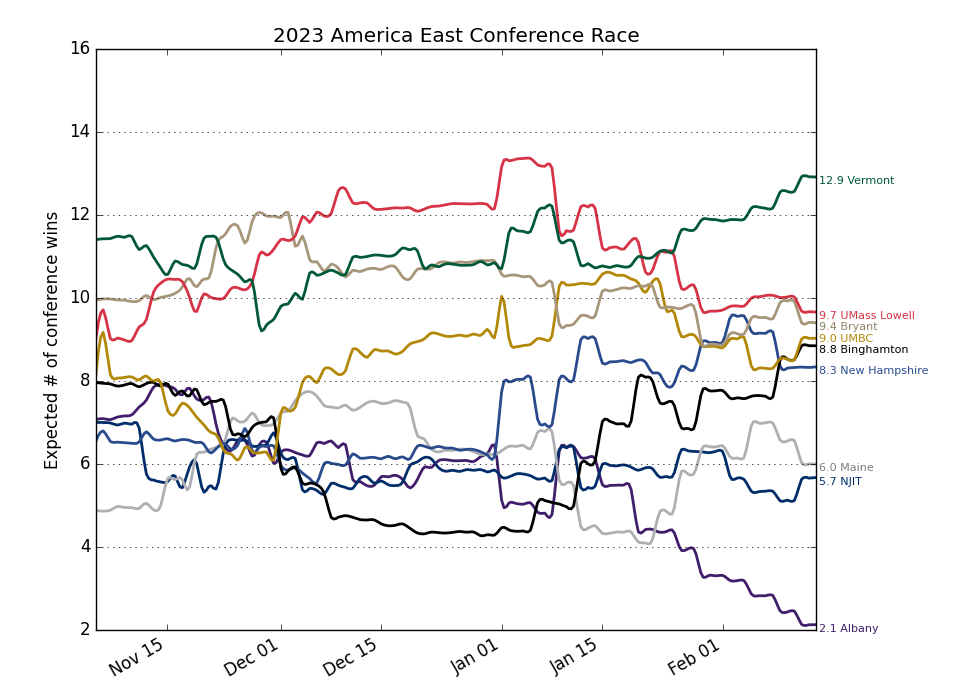 2023 America East Conference Race
Expected # of conference wins
16
14
12
10
8
6
4
2
12.9 Vermont
9.7 UMass Lowell
9.4 Bryant
9.0 UMBC
8.8 Binghamton
8.3 New Hampshire
6.0 Maine
5.7 NJIT
2.1 Albany
Nov 15
Dec 01
Dec 15
Jan 01
Jan 15
Feb 01